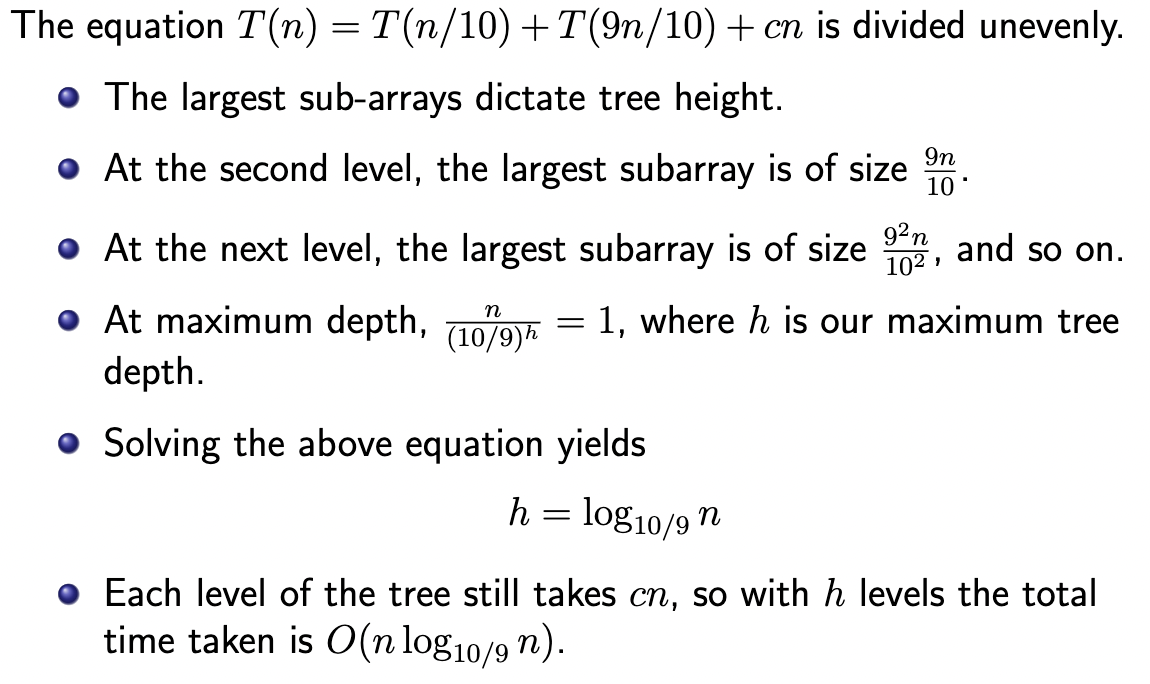 The equation T(n) = T(n/10) + T(9n/10) + cn is divided unevenly.
The largest sub-arrays dictate tree height.
At the second level, the largest subarray is of size \frac{9n}{10}.
At the next level, the largest subarray is of size \frac{9^2 n}{10^2}, and so on.
At maximum depth, \frac{n}{(10/9)^h} = 1, where h is our maximum tree
depth.
Solving the above equation yields
h = \log_{10/9} n
Each level of the tree still takes cn, so with h levels the total
time taken is O(n \log_{10/9} n).